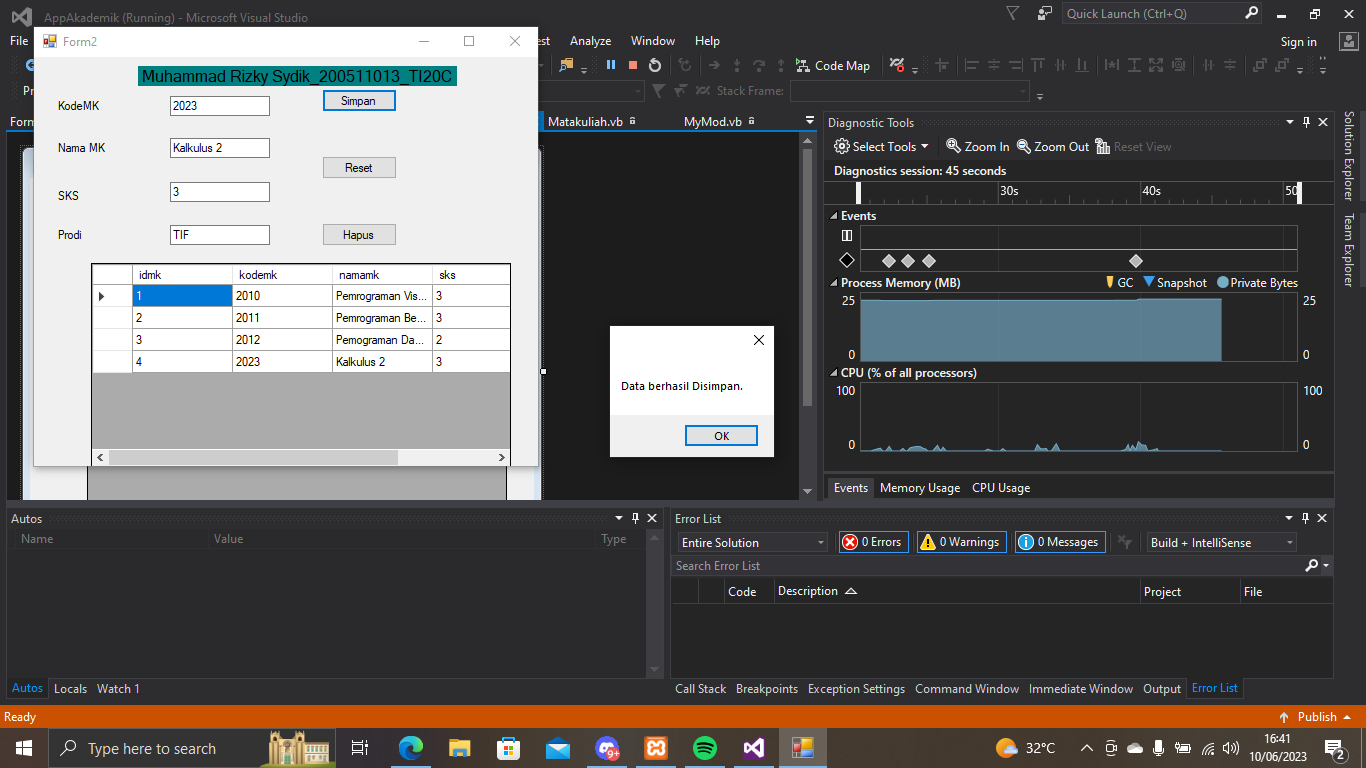 AppAkademik (Running) - Microsoft Visual Studio
Quick Launch (Ctrl+Q)
File
Analyze
Window
Help
Sign in
Code Map
Stack Frame:
Form2
Muhammad Rizky Sydik_200511013_TI20C
KodeMK
2023
Simpan
Nama MK
Kalkulus 2
Reset
SKS
3
Prodi
TIF
Hapus
idmk kodemk namamk sks
1 2010 Pemrograman Vis... 3
2 2011 Pemrograman Be... 3
3 2012 Pemograman Da... 2
4 2023 Kalkulus 2 3
Matakuliah.vb
MyMod.vb
Data berhasil Disimpan.
OK
Diagnostic Tools
Select Tools
Zoom In
Zoom Out
Reset View
Diagnostics session: 45 seconds
30s 40s 50
Events
Process Memory (MB)
GC
Snapshot
Private Bytes
25 25
0 0
CPU (% of all processors)
100 100
0 0
Events
Memory Usage
CPU Usage
Solution Explorer
Team Explorer
Autos
Name Value Type
Autos
Locals
Watch 1
Error List
Entire Solution
0 Errors
0 Warnings
0 Messages
Build + IntelliSense
Search Error List
Code Description Project File
Call Stack
Breakpoints
Exception Settings
Command Window
Immediate Window
Output
Error List
Ready
Publish
Type here to search
9+
32°C
16:41
10/06/2023
2